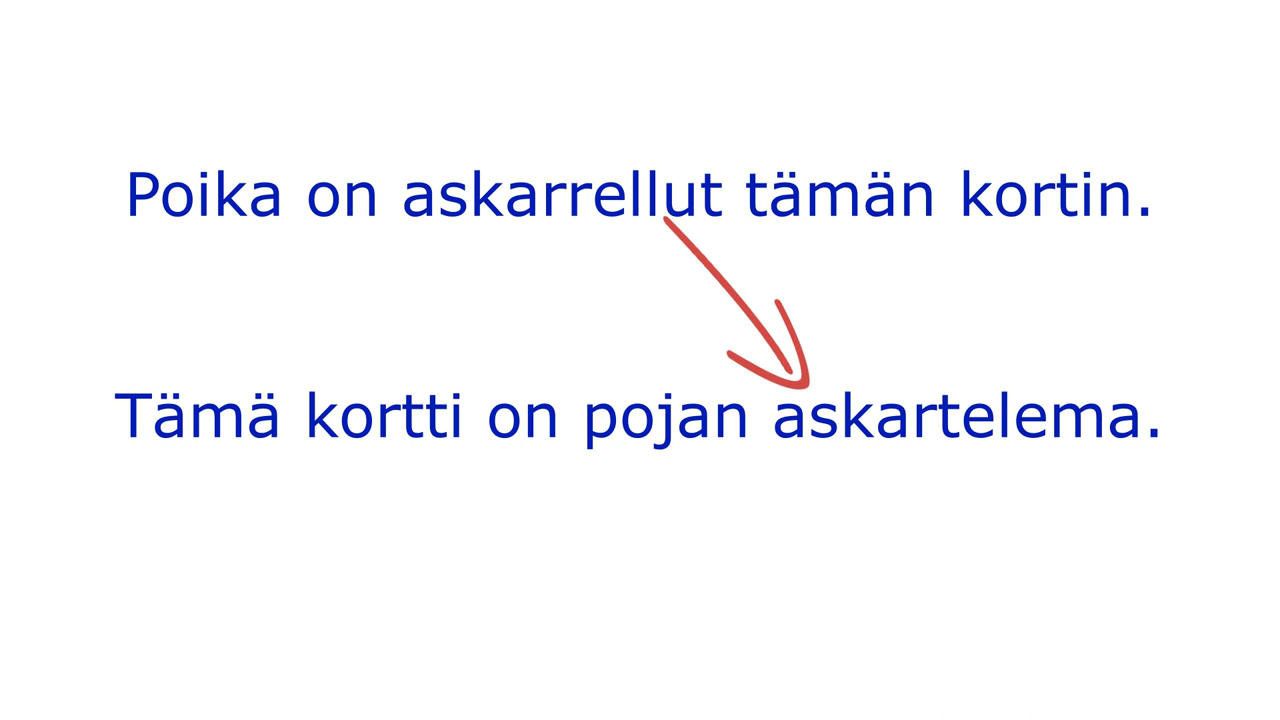 Poika on askarrellut tämän kortin.
Tämä kortti on pojan askartelema.